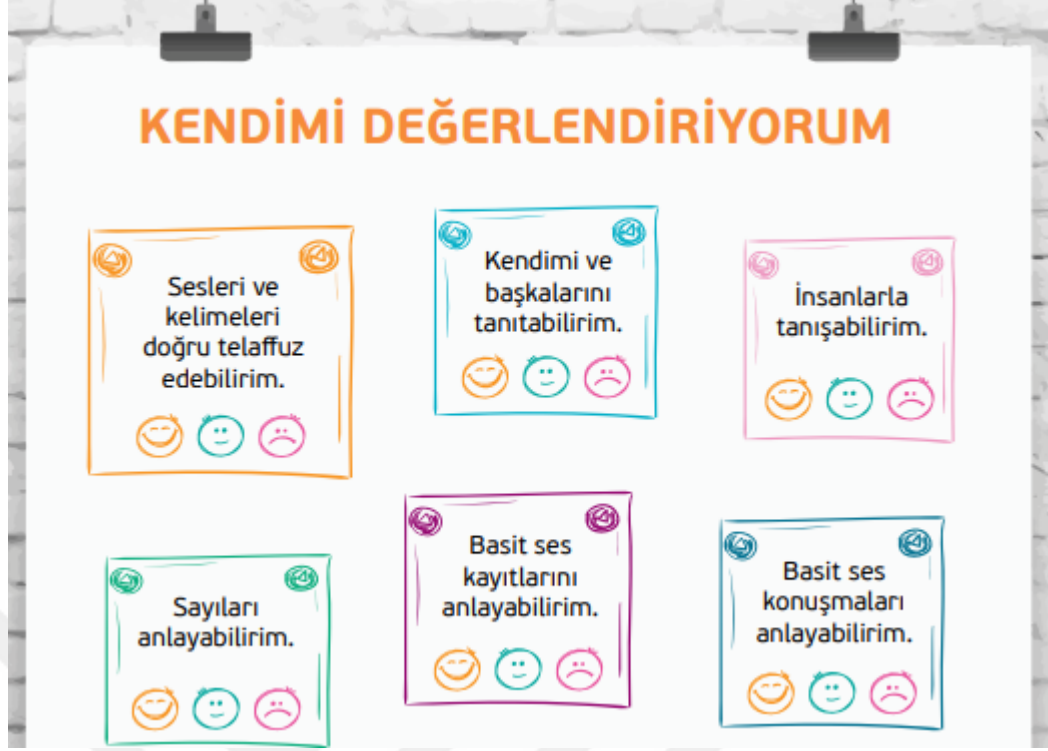 KENDİMİ DEĞERLENDİRİYORUM
Sesleri ve
kelimeleri
doğru telaffuz
edebilirim.
Kendimi ve
başkalarını
tanıtabilirim.
İnsanlarla
tanışabilirim.
Sayıları
anlayabilirim.
Basit ses
kayıtlarını
anlayabilirim.
Basit ses
konuşmaları
anlayabilirim.